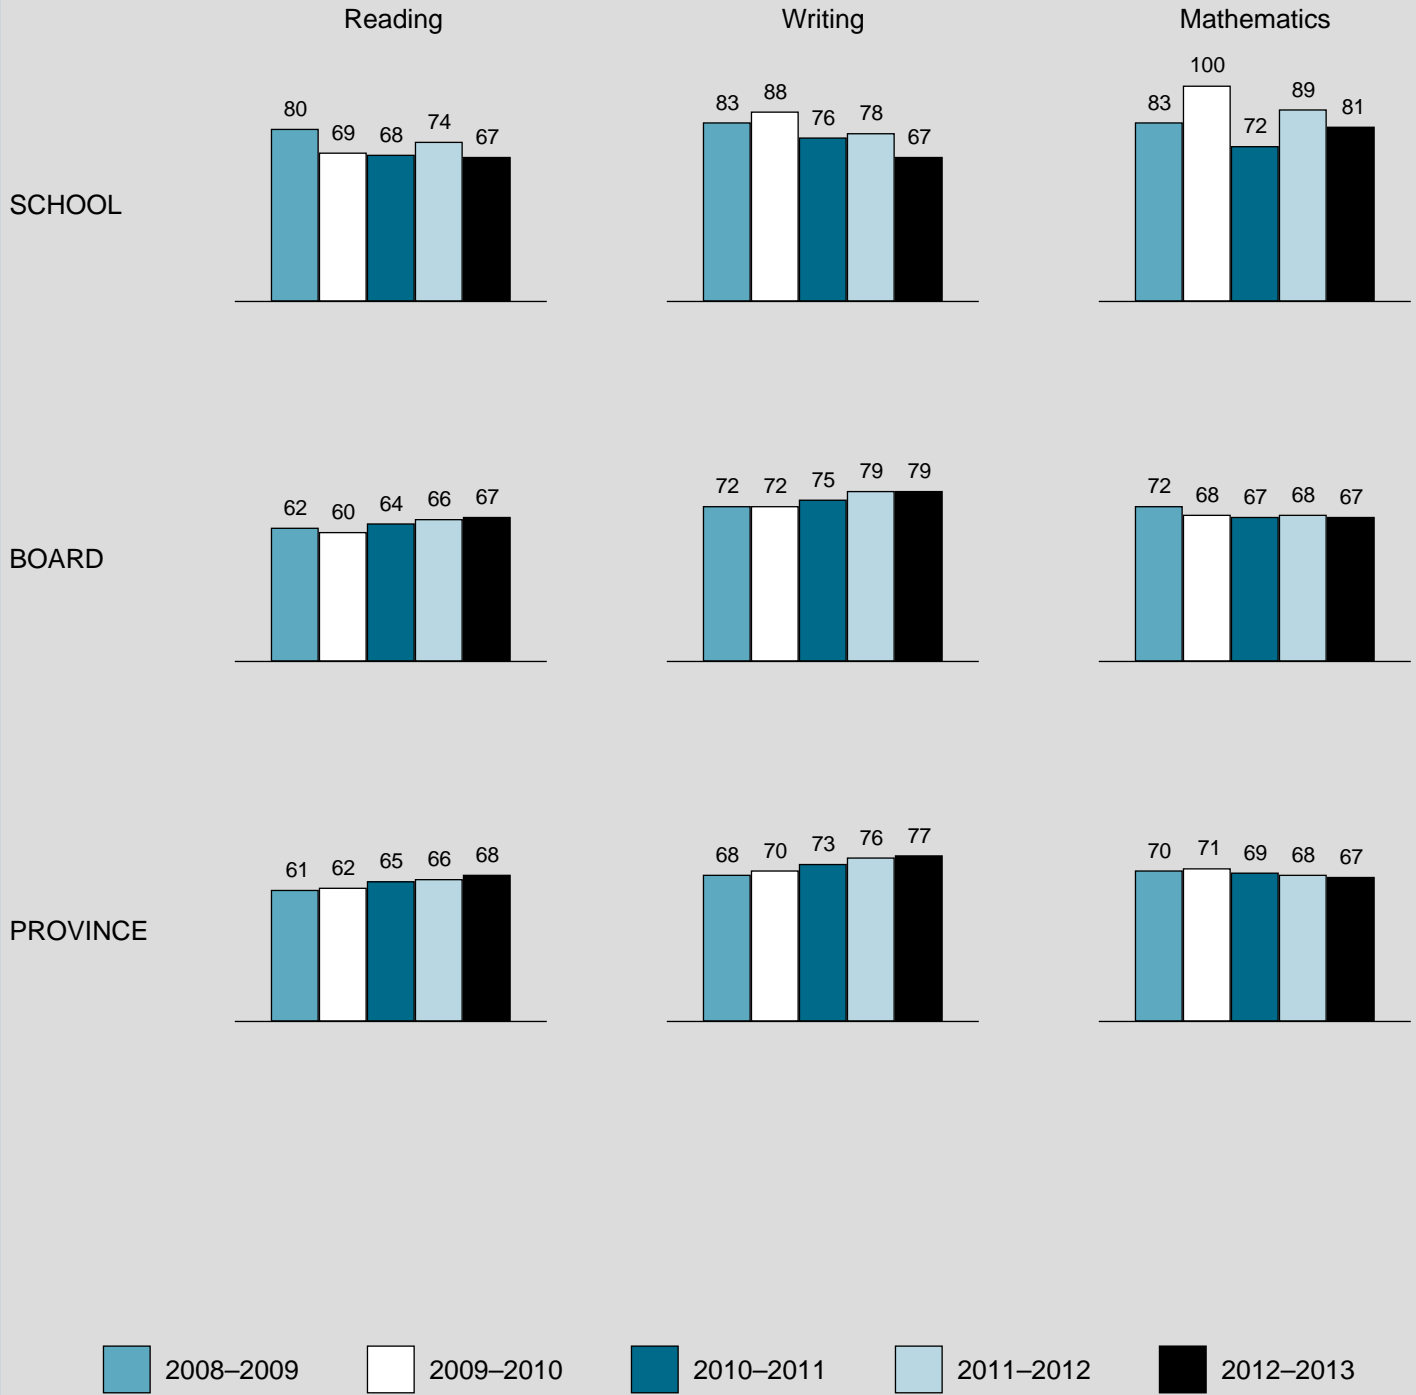 Reading Writing Mathematics
80 69 68 74 67
83 88 76 78 67
83 100 72 89 81
SCHOOL
62 60 64 66 67
72 72 75 79 79
72 68 67 68 67
BOARD
61 62 65 66 68
68 70 73 76 77
70 71 69 68 67
PROVINCE
2008–2009 2009–2010 2010–2011 2011–2012 2012–2013